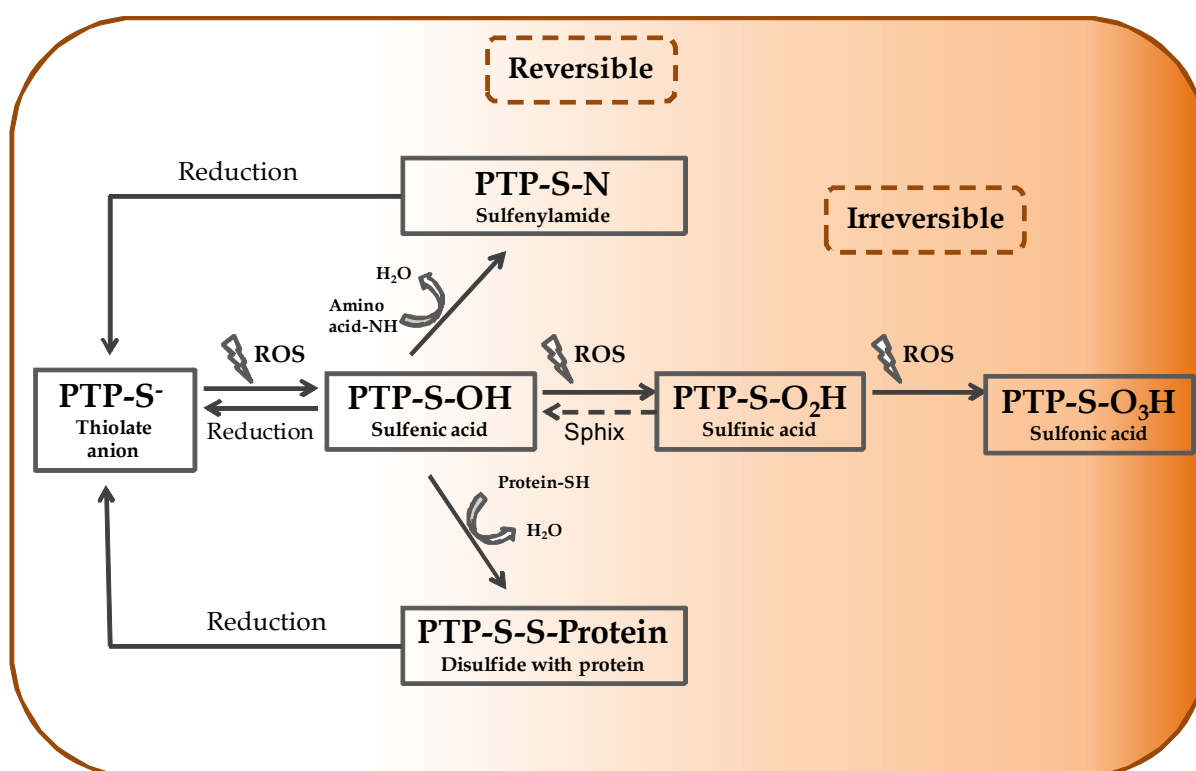 Reversible
Reduction
PTP-S-N
Sulfenylamide
Irreversible
H₂O
Amino
acid-NH
ROS
ROS
ROS
PTP-S⁻
Thiolate
anion
Reduction
PTP-S-OH
Sulfenic acid
Sphix
PTP-S-O₂H
Sulfinic acid
PTP-S-O₃H
Sulfonic acid
Protein-SH
H₂O
Reduction
PTP-S-S-Protein
Disulfide with protein